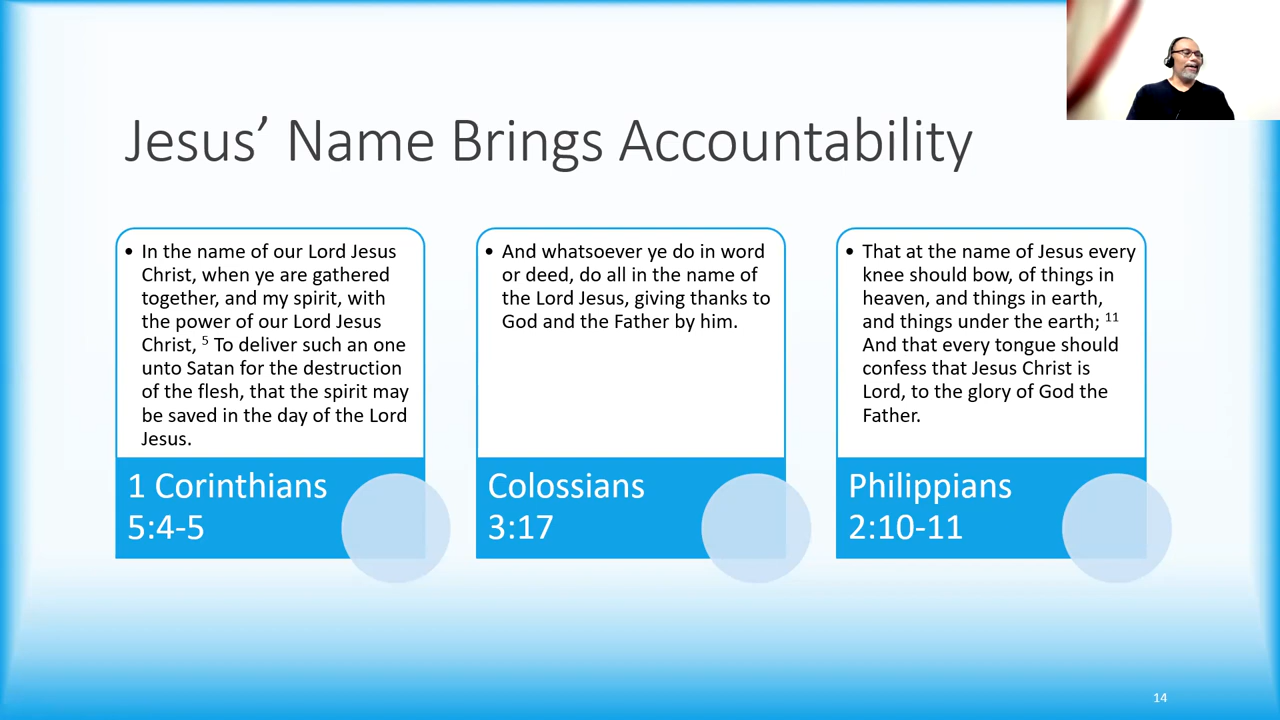 Jesus’ Name Brings Accountability
• In the name of our Lord Jesus
Christ, when ye are gathered
together, and my spirit, with
the power of our Lord Jesus
Christ, ⁵ To deliver such an one
unto Satan for the destruction
of the flesh, that the spirit may
be saved in the day of the Lord
Jesus.
1 Corinthians
5:4-5
• And whatsoever ye do in word
or deed, do all in the name of
the Lord Jesus, giving thanks to
God and the Father by him.
Colossians
3:17
• That at the name of Jesus every
knee should bow, of things in
heaven, and things in earth,
and things under the earth; ¹¹
And that every tongue should
confess that Jesus Christ is
Lord, to the glory of God the
Father.
Philippians
2:10-11
14